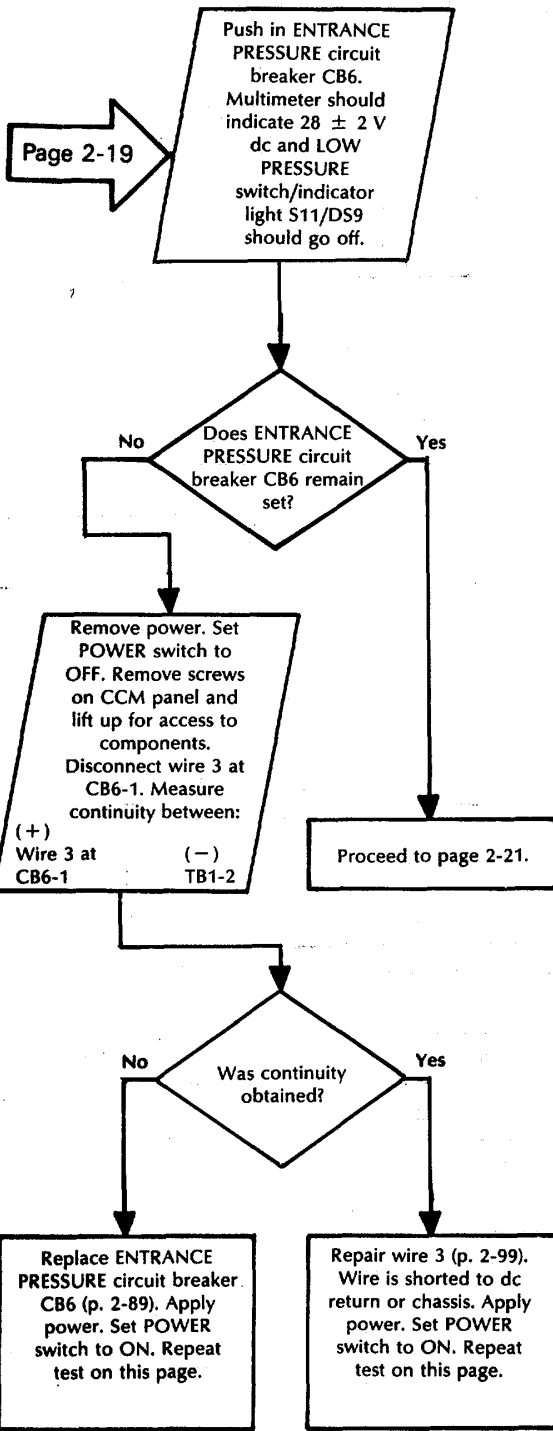 Push in ENTRANCE
PRESSURE circuit
breaker CB6.
Multimeter should
indicate 28 ± 2 V
dc and LOW
PRESSURE
switch/indicator
light S11/DS9
should go off.
Page 2-19
No
Does ENTRANCE
PRESSURE circuit
breaker CB6 remain
set?
Yes
Remove power. Set
POWER switch to
OFF. Remove screws
on CCM panel and
lift up for access to
components.
Disconnect wire 3 at
CB6-1. Measure
continuity between:
(+)
Wire 3 at (−)
CB6-1 TB1-2
Proceed to page 2-21.
No
Was continuity
obtained?
Yes
Replace ENTRANCE
PRESSURE circuit breaker
CB6 (p. 2-89). Apply
power. Set POWER
switch to ON. Repeat
test on this page.
Repair wire 3 (p. 2-99).
Wire is shorted to dc
return or chassis. Apply
power. Set POWER
switch to ON. Repeat
test on this page.